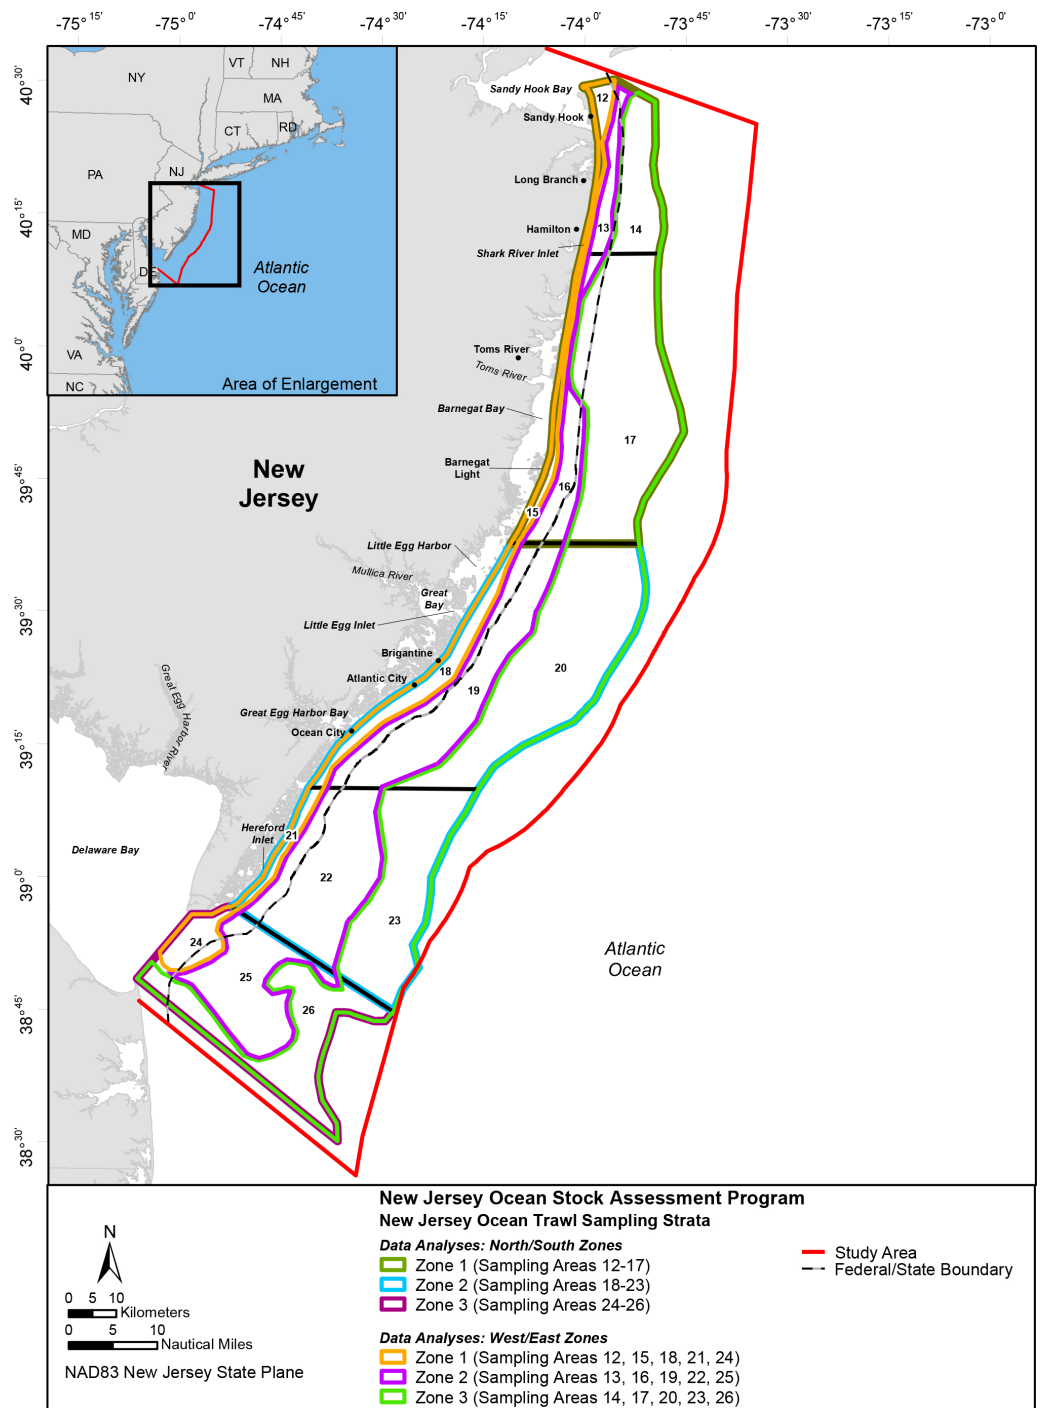 -75°15' -75°0' -74°45' -74°30' -74°15' -74°0' -73°45' -73°30' -73°15' -73°0'
40°30'
40°15'
40°0'
39°45'
39°30'
39°15'
39°0'
38°45'
38°30'
NY
VT
NH
MA
CT
RD
PA
NJ
MD
DE
VA
NC
Atlantic
Ocean
Area of Enlargement
Sandy Hook Bay
12
Sandy Hook
Long Branch
Hamilton
13
14
Shark River Inlet
Toms River
Toms River
Barnegat Bay
17
New
Jersey
Barnegat
Light
16
15
Little Egg Harbor
Mullica River
Great
Bay
Little Egg Inlet
Brigantine
18
20
Atlantic City
19
Great Egg Harbor River
Great Egg Harbor Bay
Ocean City
Hereford
Inlet
21
Delaware Bay
22
23
24
25
26
Atlantic
Ocean
New Jersey Ocean Stock Assessment Program
New Jersey Ocean Trawl Sampling Strata
Data Analyses: North/South Zones
Zone 1 (Sampling Areas 12-17)
Zone 2 (Sampling Areas 18-23)
Zone 3 (Sampling Areas 24-26)
Data Analyses: West/East Zones
Zone 1 (Sampling Areas 12, 15, 18, 21, 24)
Zone 2 (Sampling Areas 13, 16, 19, 22, 25)
Zone 3 (Sampling Areas 14, 17, 20, 23, 26)
Study Area
Federal/State Boundary
N
0 5 10
Kilometers
0 5 10
Nautical Miles
NAD83 New Jersey State Plane